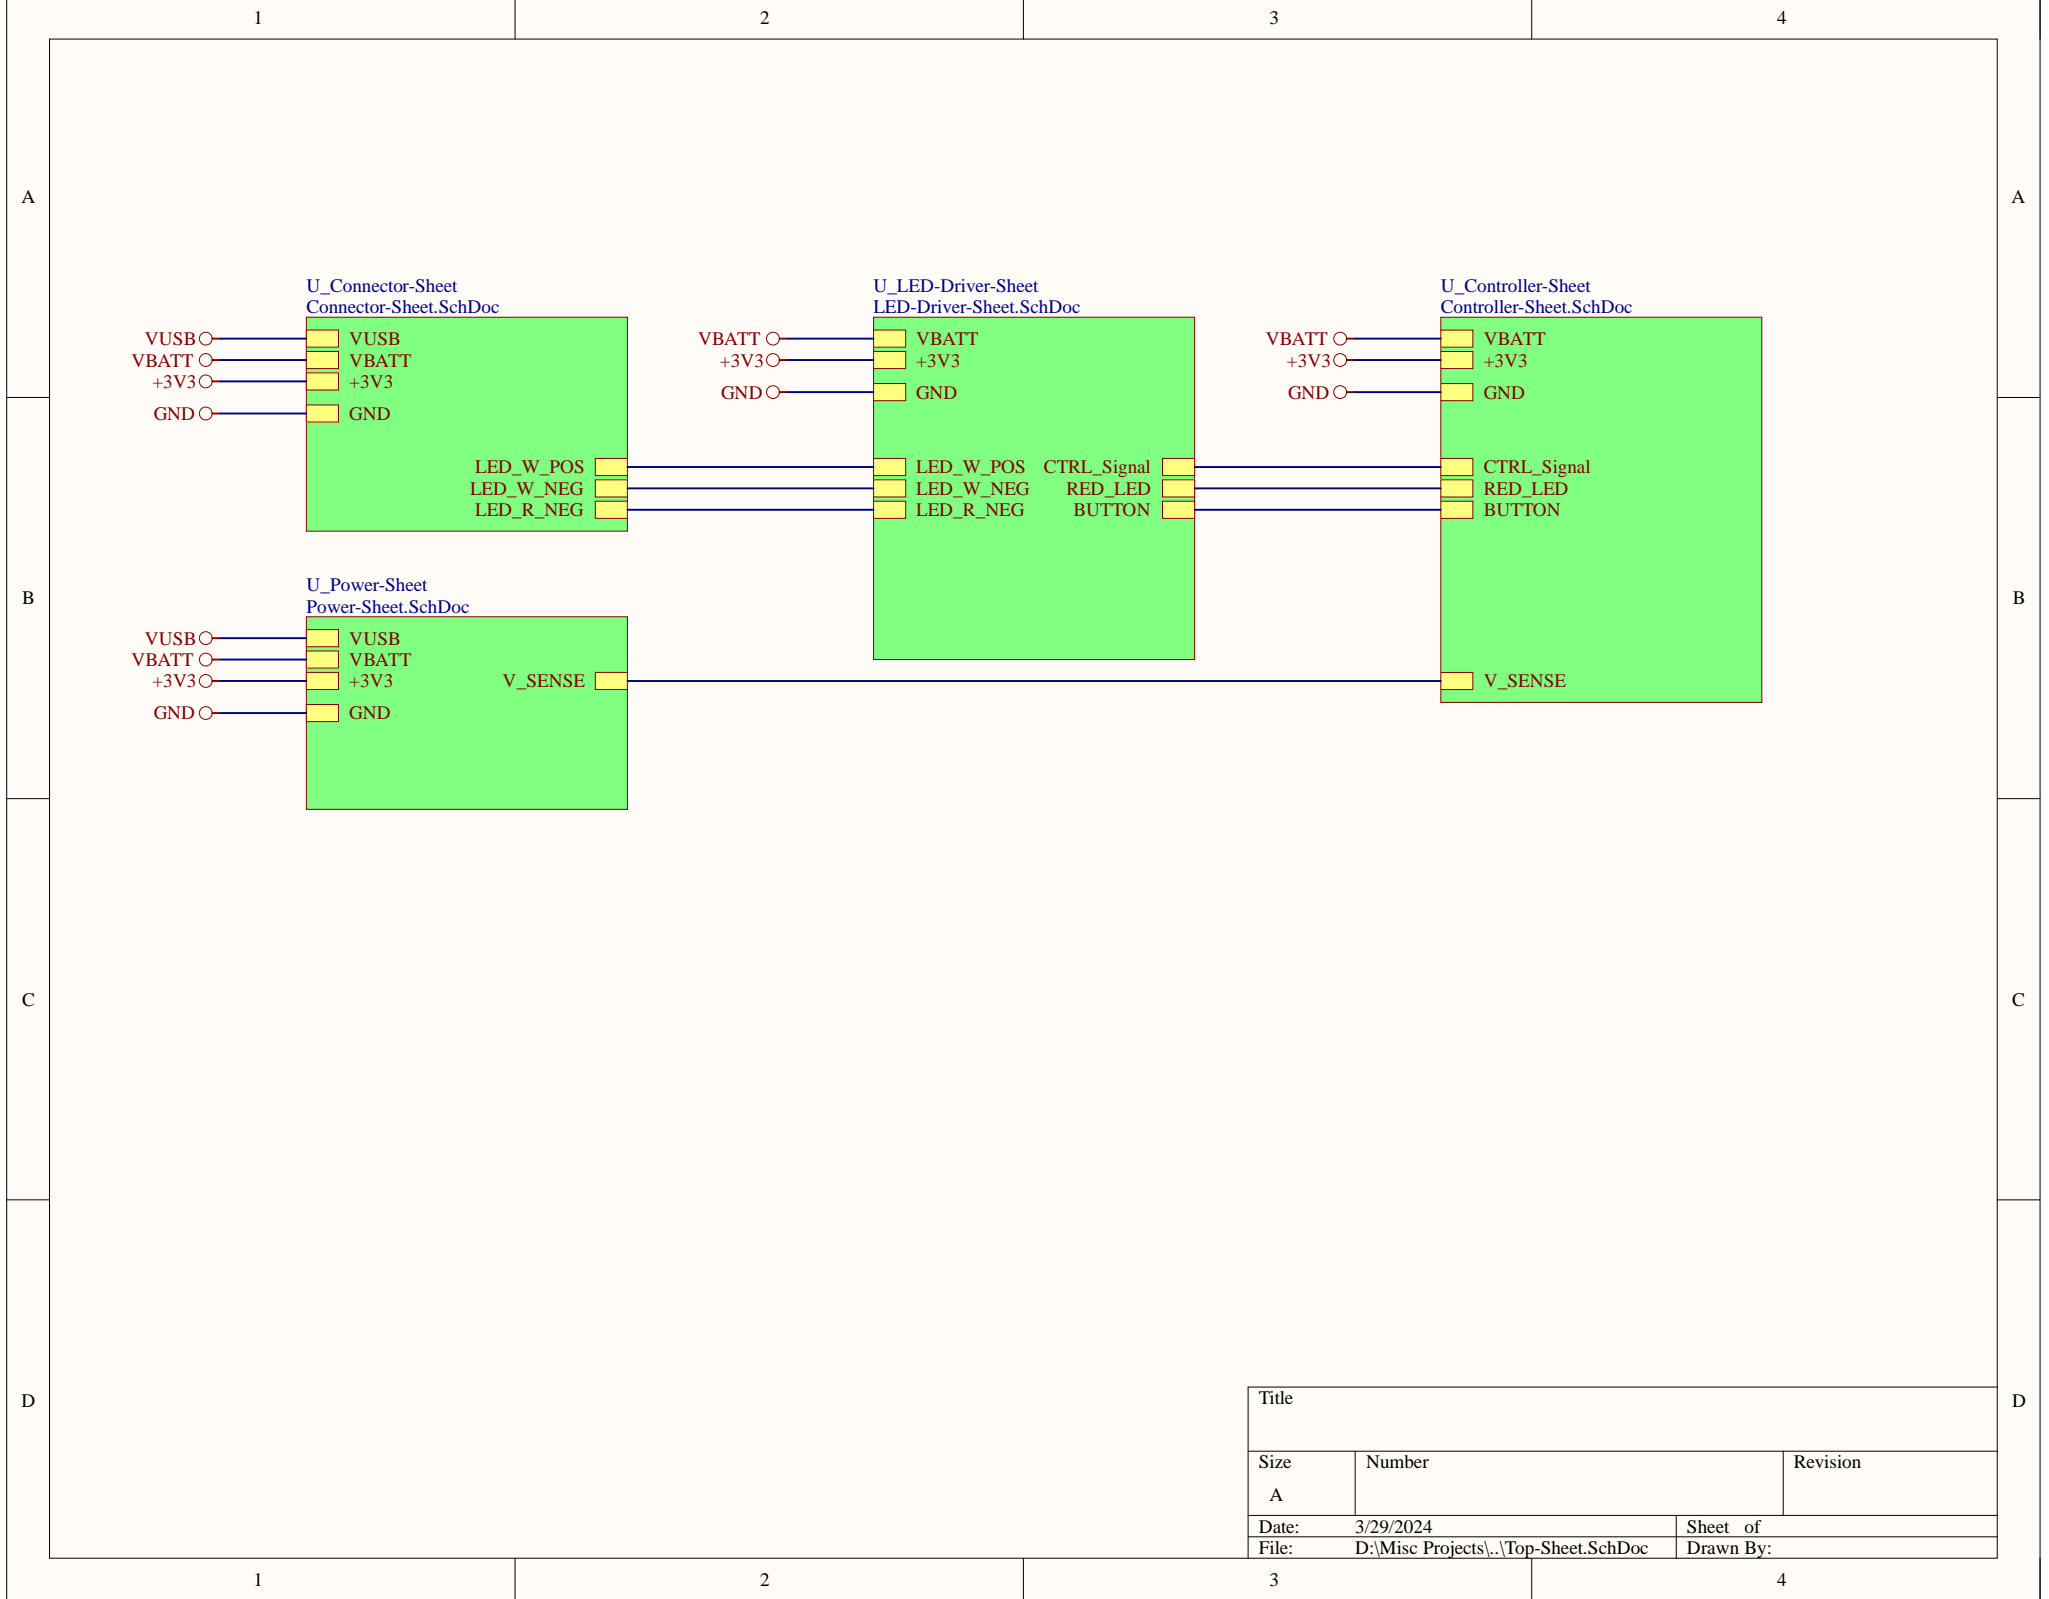 1 2 3 4
A A
U_Connector-Sheet
Connector-Sheet.SchDoc
VUSB VUSB
VBATT VBATT
+3V3 +3V3
GND GND
LED_W_POS
LED_W_NEG
LED_R_NEG
U_LED-Driver-Sheet
LED-Driver-Sheet.SchDoc
VBATT VBATT
+3V3 +3V3
GND GND
LED_W_POS CTRL_Signal
LED_W_NEG RED_LED
LED_R_NEG BUTTON
U_Controller-Sheet
Controller-Sheet.SchDoc
VBATT VBATT
+3V3 +3V3
GND GND
CTRL_Signal
RED_LED
BUTTON
V_SENSE
B B
U_Power-Sheet
Power-Sheet.SchDoc
VUSB VUSB
VBATT VBATT
+3V3 +3V3 V_SENSE
GND GND
C C
D D
Title
Size Number Revision
A
Date: 3/29/2024 Sheet of
File: D:\Misc Projects\..\Top-Sheet.SchDoc Drawn By:
1 2 3 4